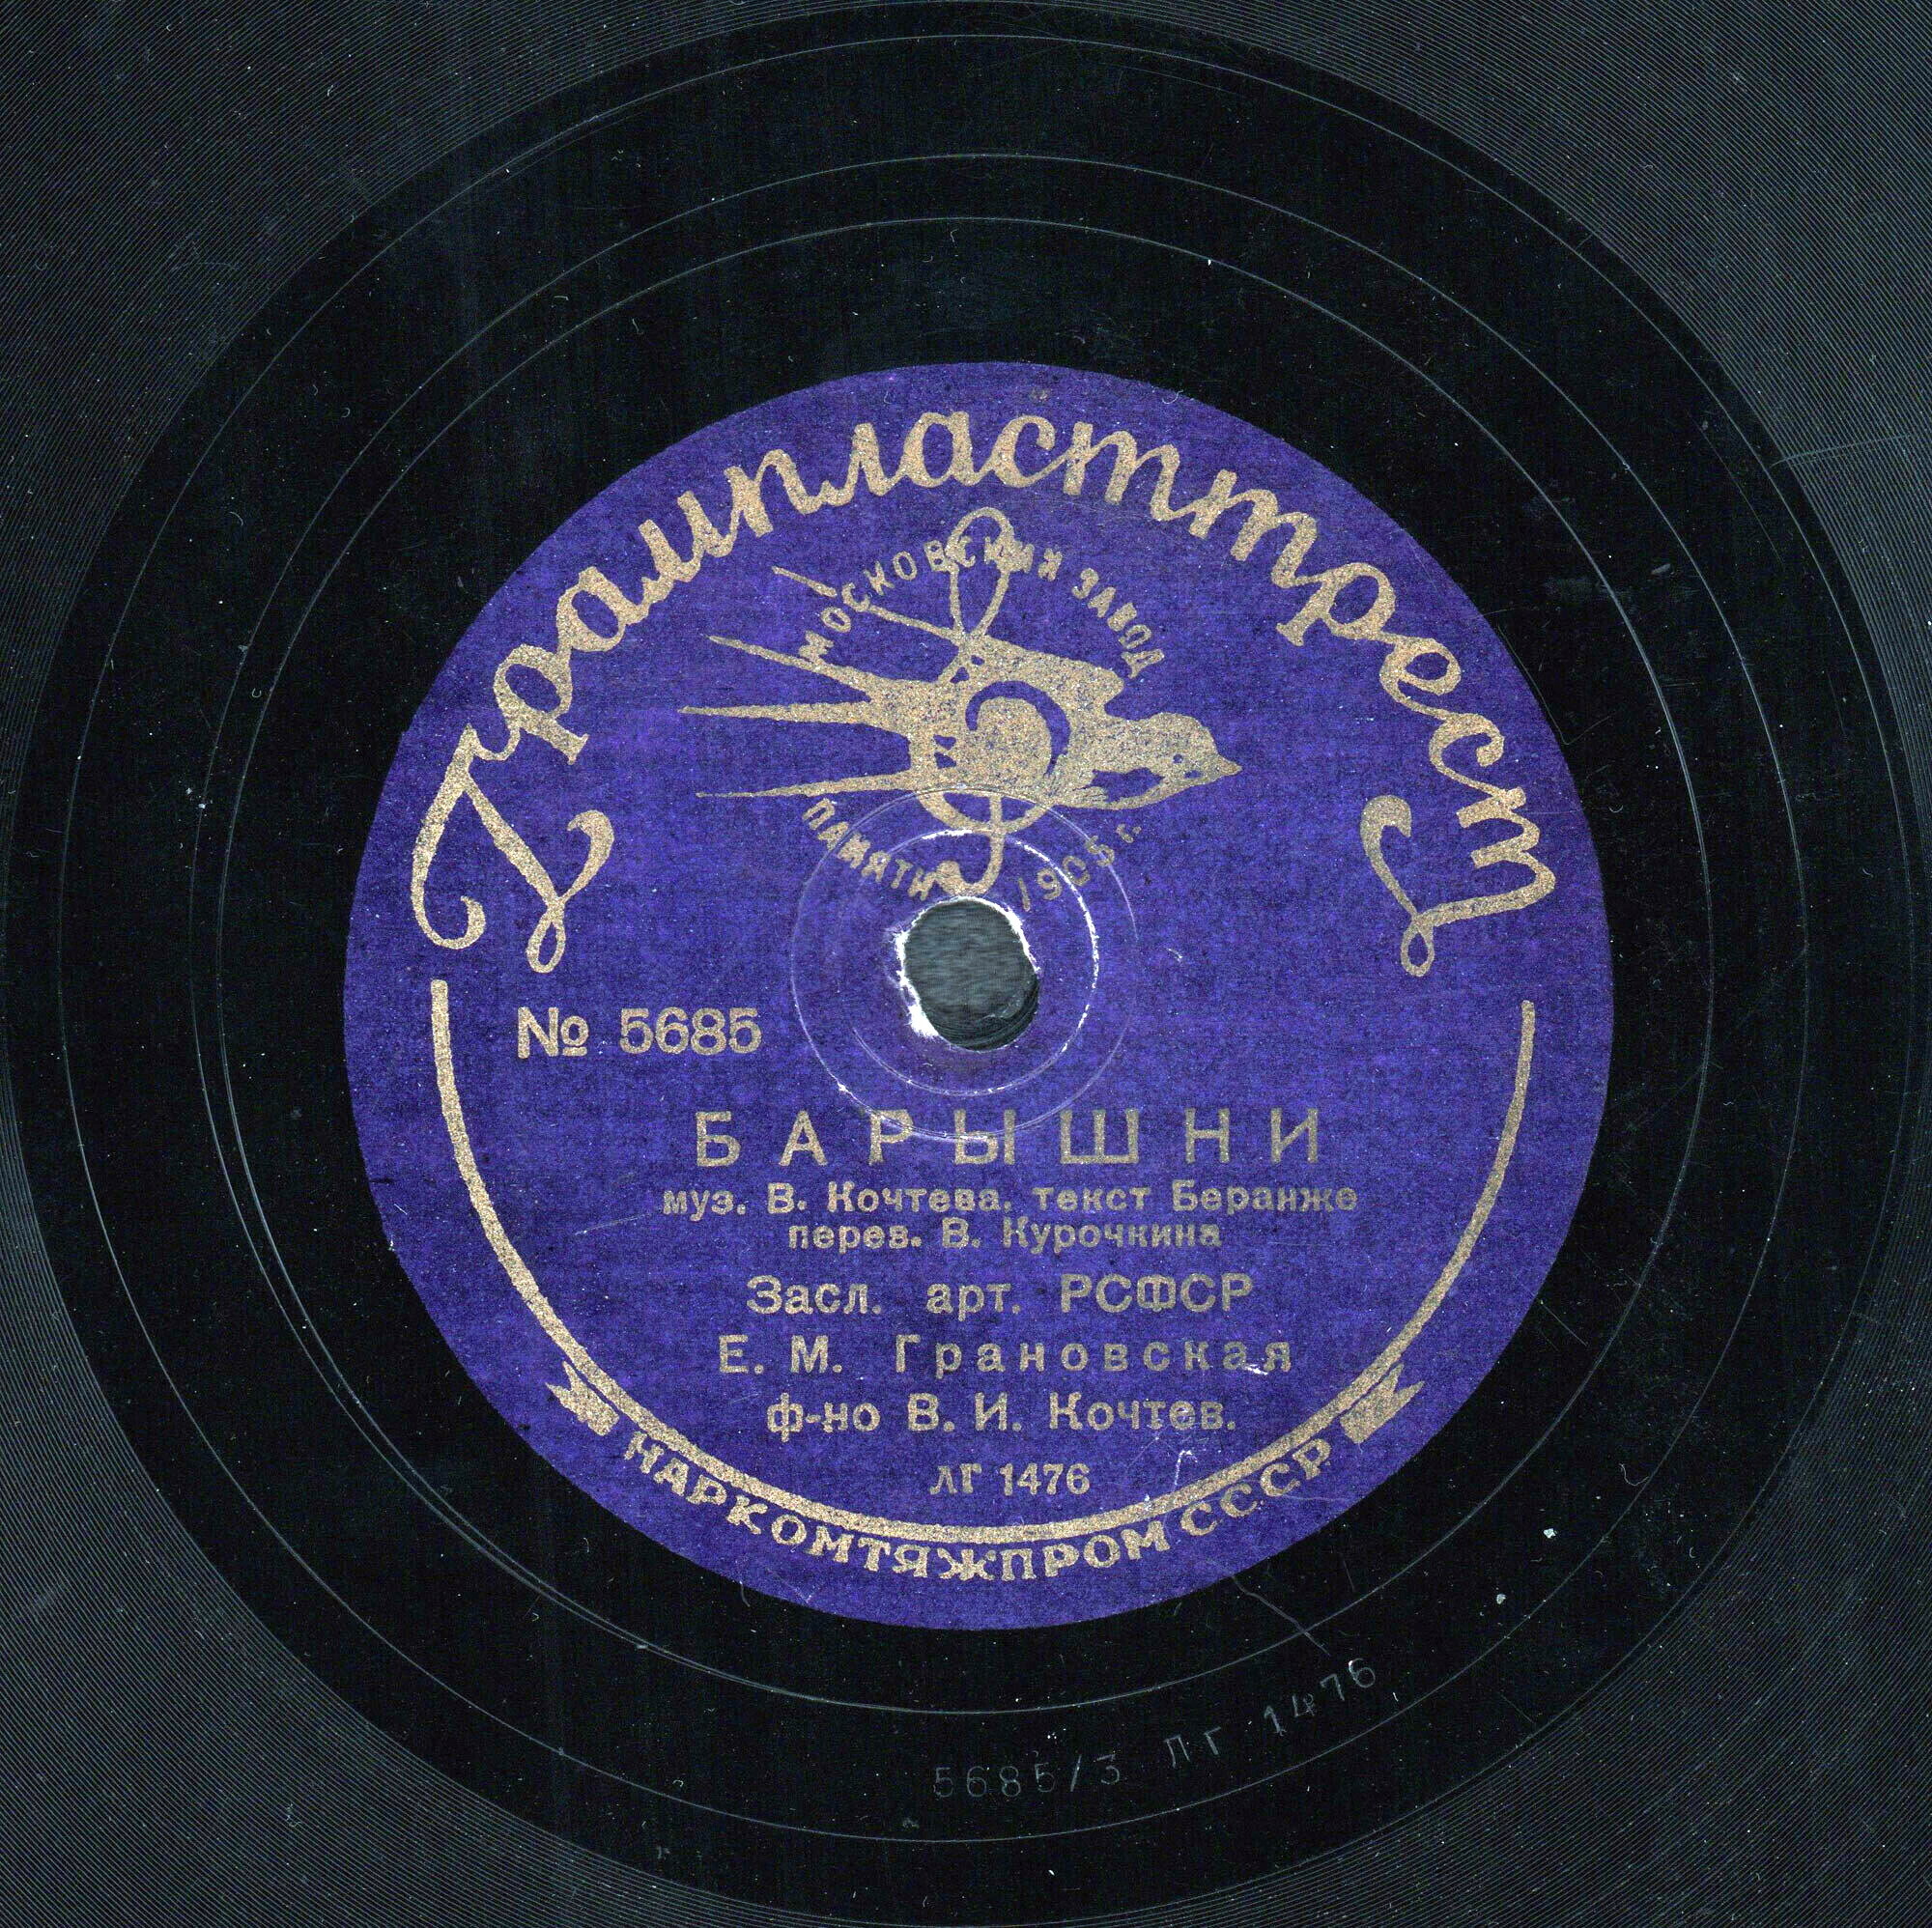 Грампласттрест
МОСКОВСКИЙ ЗАВОД
ПАМЯТИ 1905 г.
№ 5685
БАРЫШНИ
муз. В. Кочтева, текст Беранже
перев. В. Курочкина
Засл. арт. РСФСР
Е. М. Грановская
ф-но В. И. Кочтев.
ЛГ 1476
НАРКОМТЯЖПРОМ СССР
5685/3 ЛГ 1476